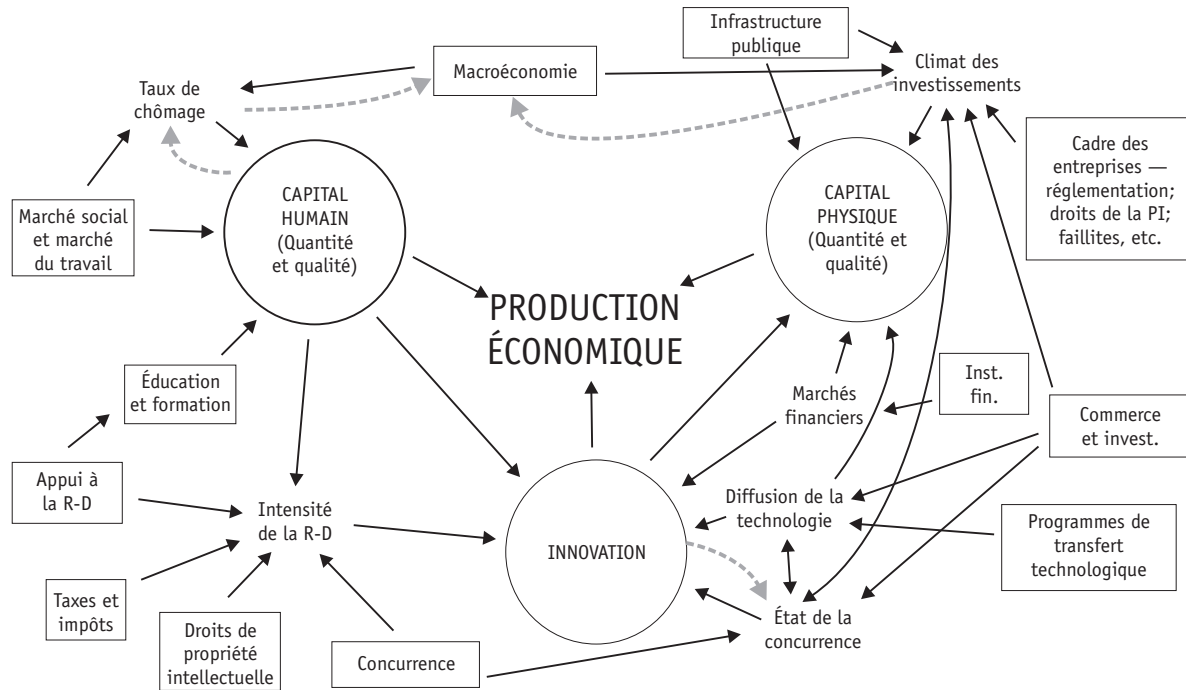 Infrastructure
publique
Macroéconomie
Climat des
investissements
Taux de
chômage
Cadre des
entreprises —
réglementation;
droits de la PI;
faillites, etc.
CAPITAL
HUMAIN
(Quantité
et qualité)
CAPITAL
PHYSIQUE
(Quantité et
qualité)
Marché social
et marché
du travail
PRODUCTION
ÉCONOMIQUE
Éducation
et formation
Marchés
financiers
Inst.
fin.
Commerce
et invest.
Appui à
la R-D
Intensité
de la R-D
INNOVATION
Diffusion de la
technologie
Programmes de
transfert
technologique
Taxes et
impôts
Droits de
propriété
intellectuelle
Concurrence
État de la
concurrence